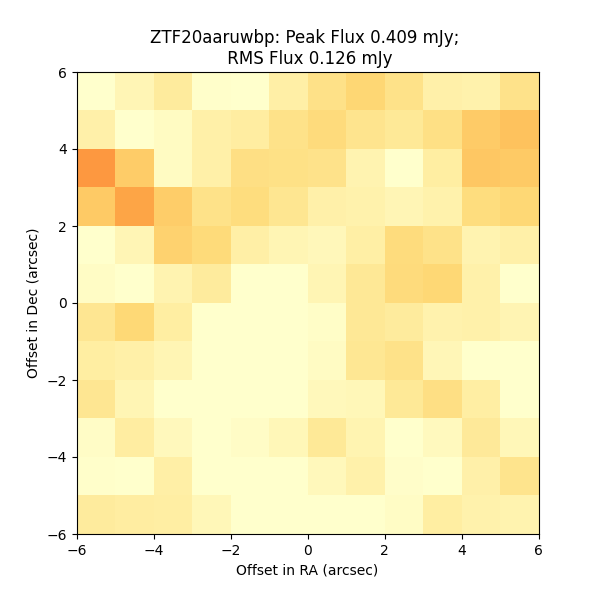 ZTF20aaruwbp: Peak Flux 0.409 mJy;
RMS Flux 0.126 mJy
6
4
2
0
−2
−4
−6
Offset in Dec (arcsec)
−6 −4 −2 0 2 4 6
Offset in RA (arcsec)